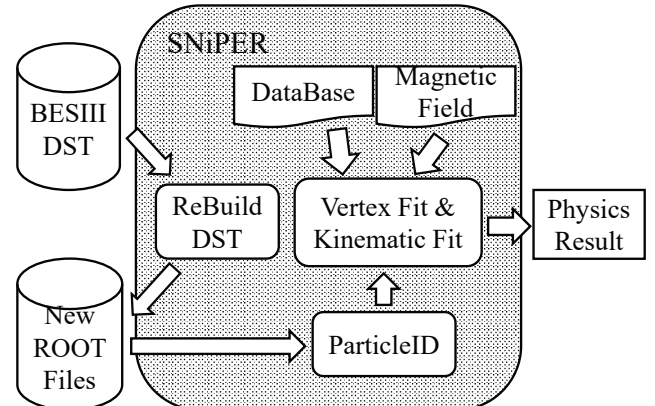 SNiPER
BESIII
DST
DataBase
Magnetic
Field
ReBuild
DST
Vertex Fit &
Kinematic Fit
Physics
Result
New
ROOT
Files
ParticleID